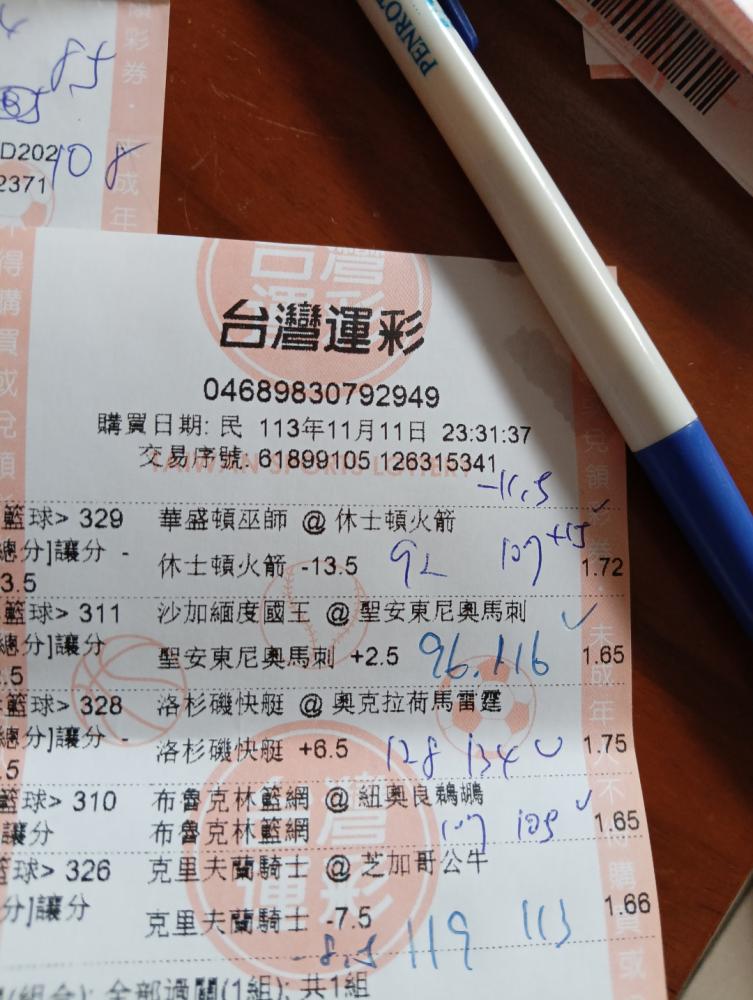 85
D202
108
2371
PENROT
台灣運彩
04689830792949
購買日期: 民 113年11月11日 23:31:37
交易序號: 61899105 126315341
-11.5
籃球> 329 華盛頓巫師 @ 休士頓火箭
總分]讓分 - 休士頓火箭 -13.5 92 107 +15 1.72
3.5
籃球> 311 沙加緬度國王 @ 聖安東尼奧馬刺
總分]讓分 聖安東尼奧馬刺 +2.5 96.116 1.65
.5
籃球> 328 洛杉磯快艇 @ 奧克拉荷馬雷霆
總分]讓分 - 洛杉磯快艇 +6.5 128 134 1.75
.5
籃球> 310 布魯克林籃網 @ 紐奧良鵜鶘
讓分 布魯克林籃網 107 105 1.65
籃球> 326 克里夫蘭騎士 @ 芝加哥公牛
分]讓分 克里夫蘭騎士 -7.5 119 113 1.66
-8.5
(組合): 全部過關(1組); 共1組